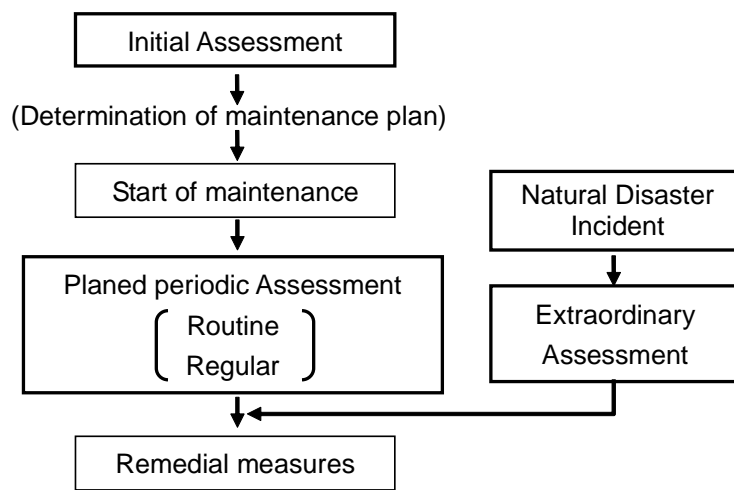 Initial Assessment
(Determination of maintenance plan)
Start of maintenance
Planed periodic Assessment
Routine
Regular
Remedial measures
Natural Disaster
Incident
Extraordinary
Assessment